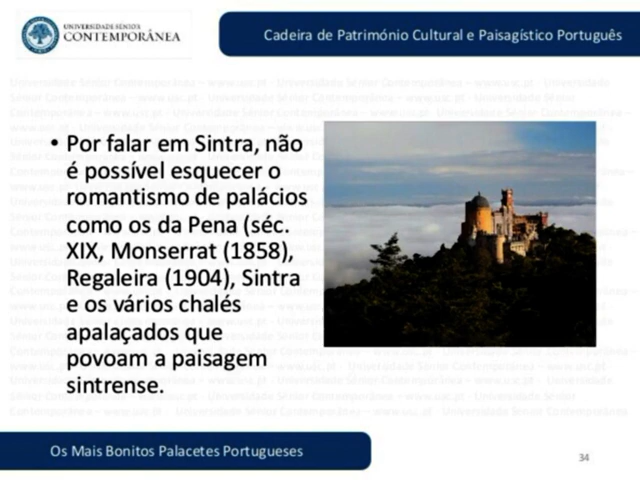 UNIVERSIDADE SÉNIOR
CONTEMPORÂNEA
Cadeira de Património Cultural e Paisagístico Português
• Por falar em Sintra, não
é possível esquecer o
romantismo de palácios
como os da Pena (séc.
XIX, Monserrat (1858),
Regaleira (1904), Sintra
e os vários chalés
apalaçados que
povoam a paisagem
sintrense.
Os Mais Bonitos Palacetes Portugueses
34